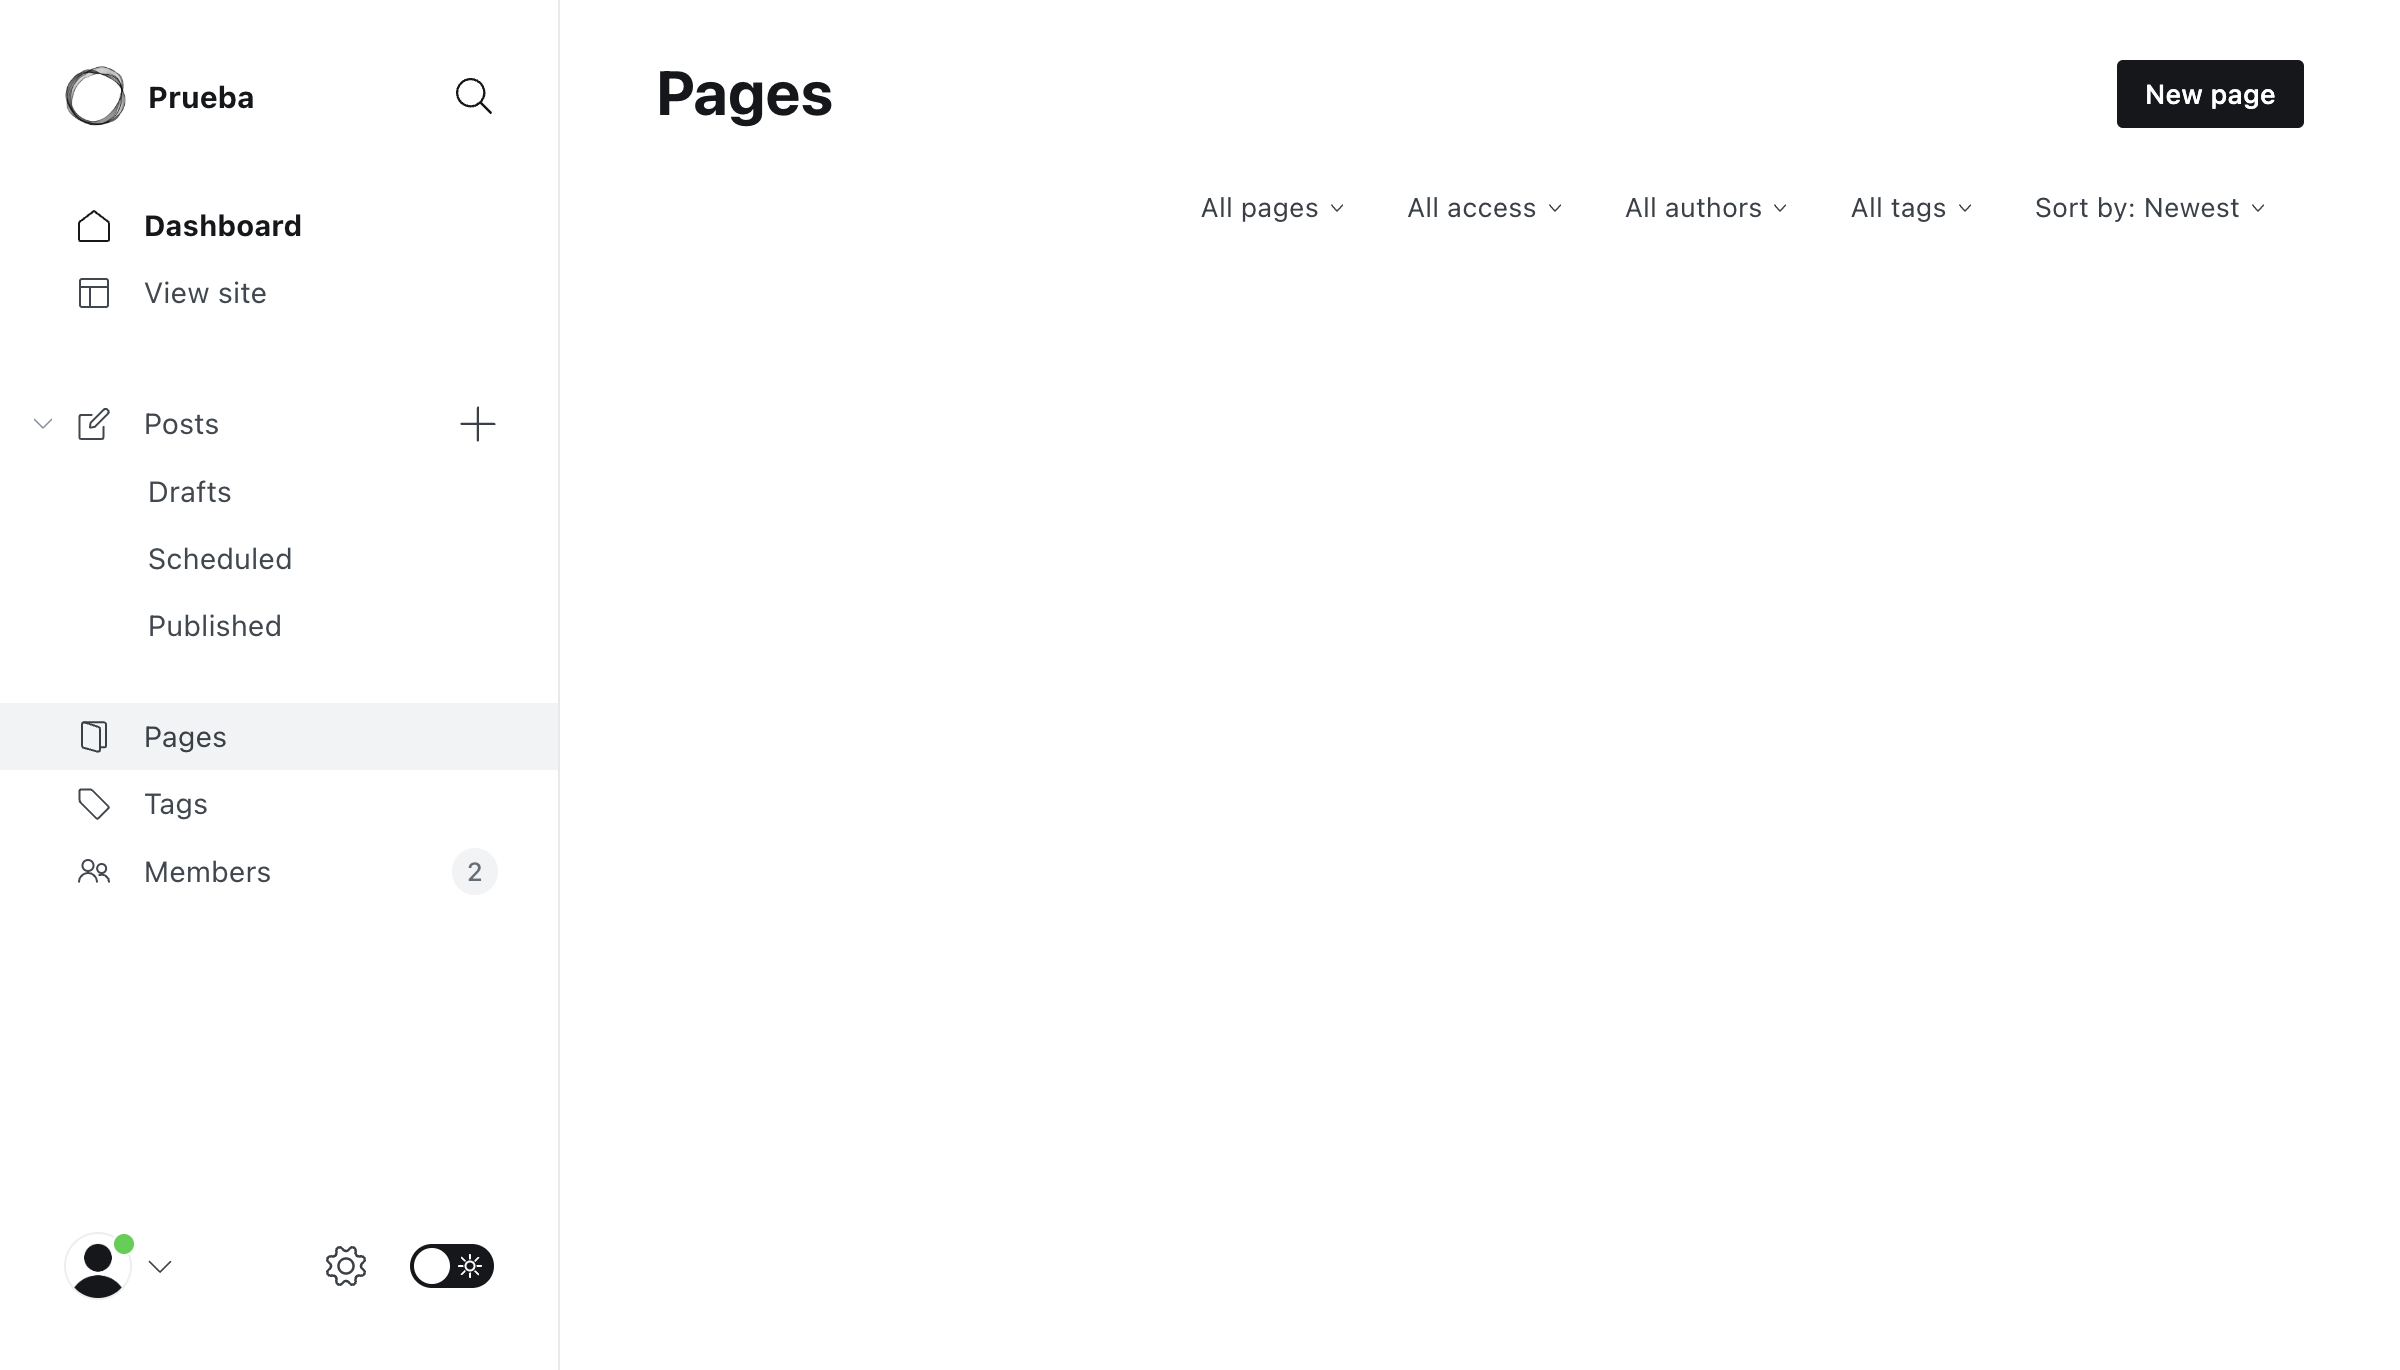 Prueba
Dashboard
View site
Posts
Drafts
Scheduled
Published
Pages
Tags
Members 2
Pages
New page
All pages All access All authors All tags Sort by: Newest